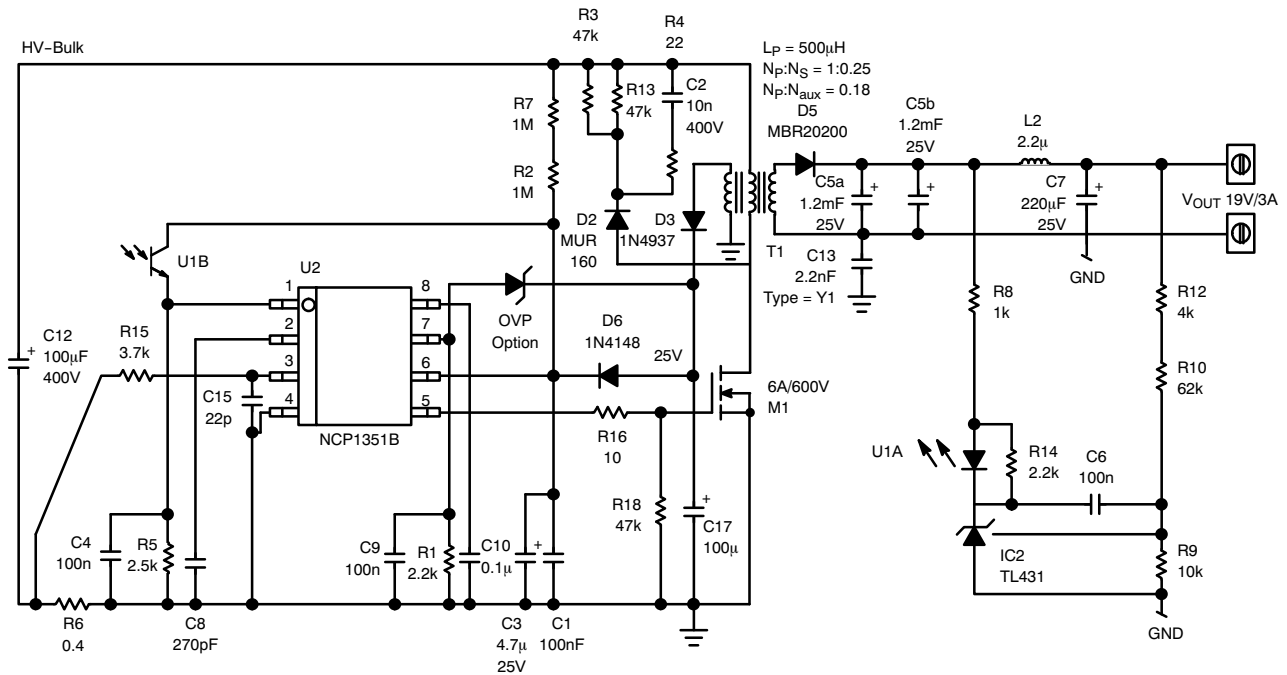 HV-Bulk
R3
47k
R4
22
LP = 500μH
NP:NS = 1:0.25
NP:Naux = 0.18
D5
MBR20200
R13
47k
C2
10n
400V
R7
1M
R2
1M
C5b
1.2mF
25V
L2
2.2μ
C5a
1.2mF
25V
C7
220μF
25V
VOUT 19V/3A
D2
MUR
160
1N4937
D3
T1
C13
2.2nF
Type = Y1
GND
U1B
U2
1
2
3
4
8
7
6
5
NCP1351B
OVP
Option
D6
1N4148
25V
R8
1k
R12
4k
R10
62k
C12
100μF
400V
+
R15
3.7k
C15
22p
6A/600V
M1
R16
10
R18
47k
U1A
R14
2.2k
C6
100n
C4
100n
R5
2.5k
C9
100n
R1
2.2k
C10
0.1μ
+
+
C17
100μ
IC2
TL431
R9
10k
R6
0.4
C8
270pF
C3
4.7μ
25V
C1
100nF
GND
+
+
+